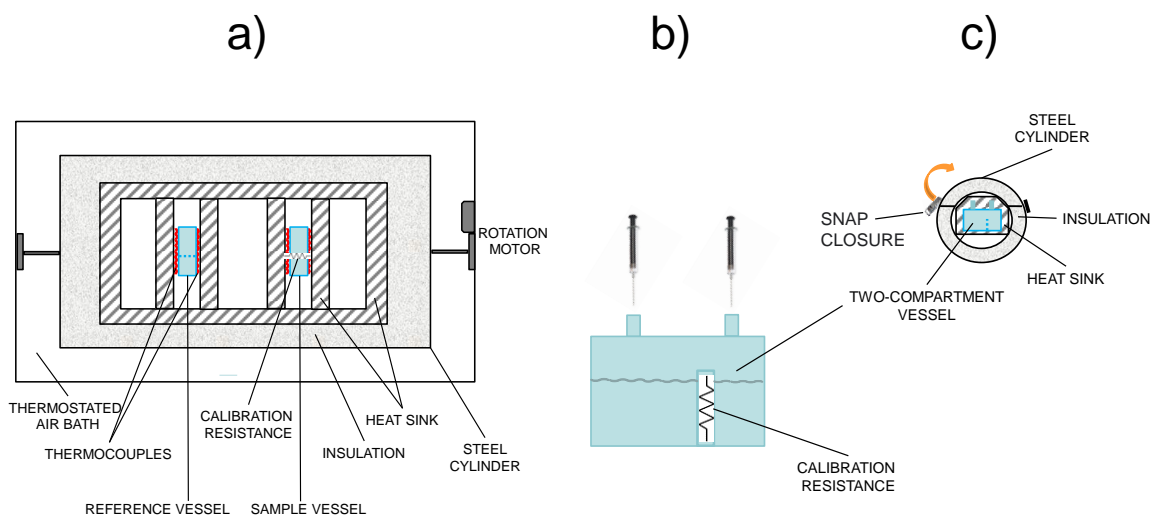 a)
b)
c)
ROTATION
MOTOR
THERMOSTATED
AIR BATH
THERMOCOUPLES
REFERENCE VESSEL
CALIBRATION
RESISTANCE
SAMPLE VESSEL
INSULATION
HEAT SINK
STEEL
CYLINDER
CALIBRATION
RESISTANCE
TWO-COMPARTMENT
VESSEL
STEEL
CYLINDER
SNAP
CLOSURE
INSULATION
HEAT SINK